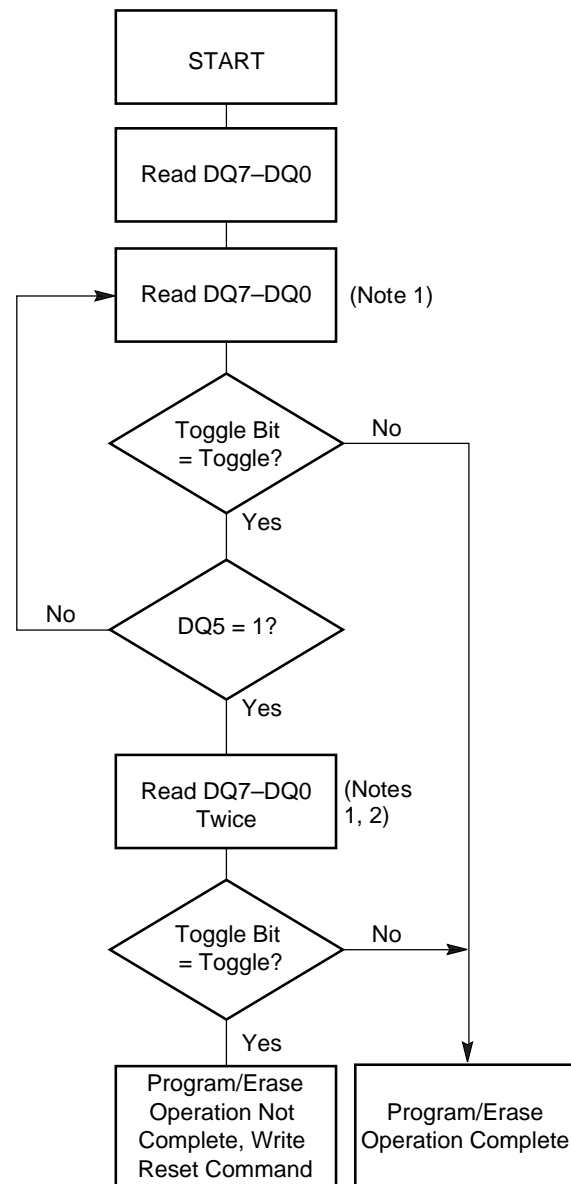 START
Read DQ7–DQ0
Read DQ7–DQ0
(Note 1)
Toggle Bit
= Toggle?
No
Yes
No
DQ5 = 1?
Yes
Read DQ7–DQ0
Twice
(Notes
1, 2)
Toggle Bit
= Toggle?
No
Yes
Program/Erase
Operation Not
Complete, Write
Reset Command
Program/Erase
Operation Complete